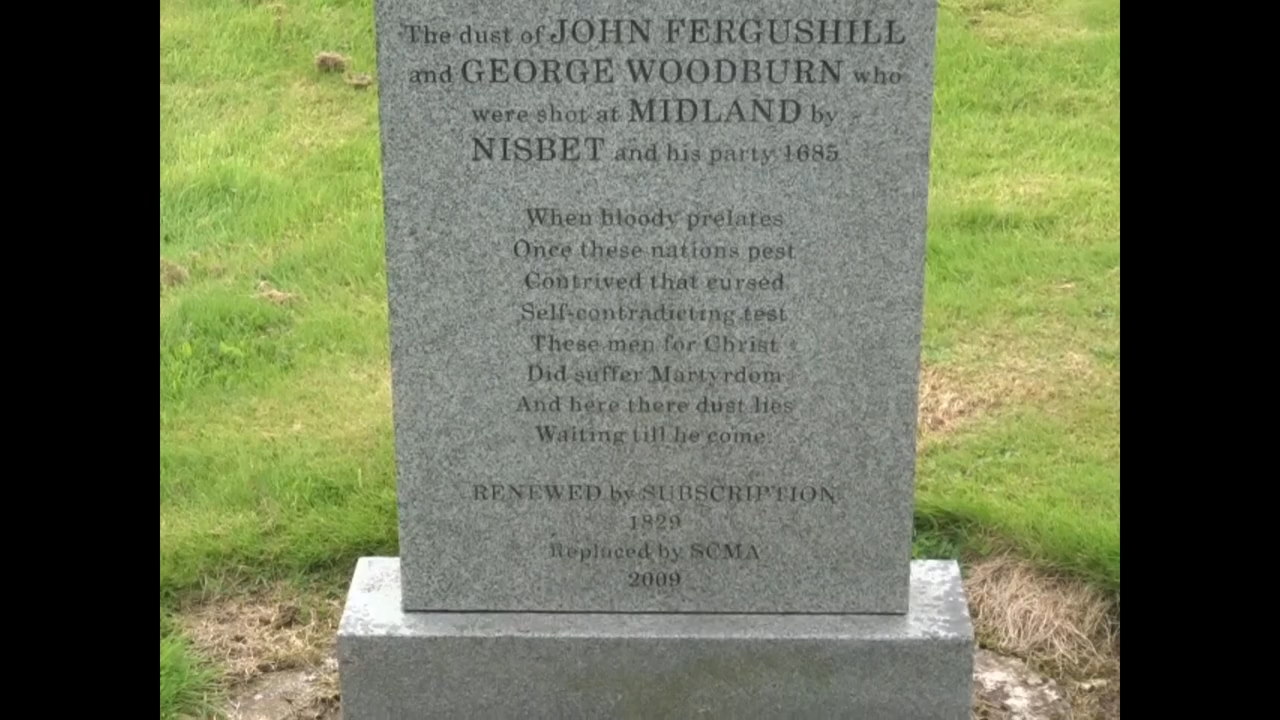 The dust of JOHN FERGUSHILL
and GEORGE WOODBURN who
were shot at MIDLAND by
NISBET and his party 1685
When bloody prelates
Once these nations pest
Contrived that cursed
Self-contradicting test
These men for Christ
Did suffer Martyrdom
And here there dust lies
Waiting till he come.
RENEWED by SUBSCRIPTION
1829
Replaced by SCMA
2009